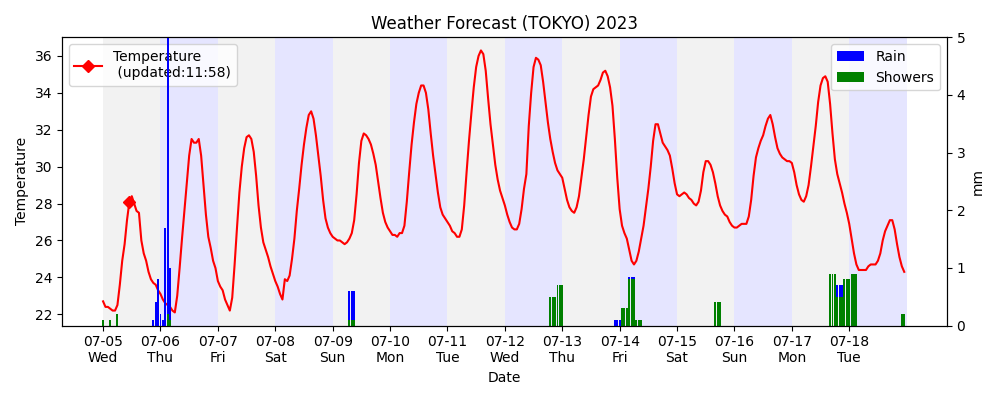 Weather Forecast (TOKYO) 2023
Temperature
(updated:11:58)
Rain
Showers
Temperature
36
34
32
30
28
26
24
22
5
4
3
2
1
0
mm
07-05 07-06 07-07 07-08 07-09 07-10 07-11 07-12 07-13 07-14 07-15 07-16 07-17 07-18
Wed Thu Fri Sat Sun Mon Tue Wed Thu Fri Sat Sun Mon Tue
Date